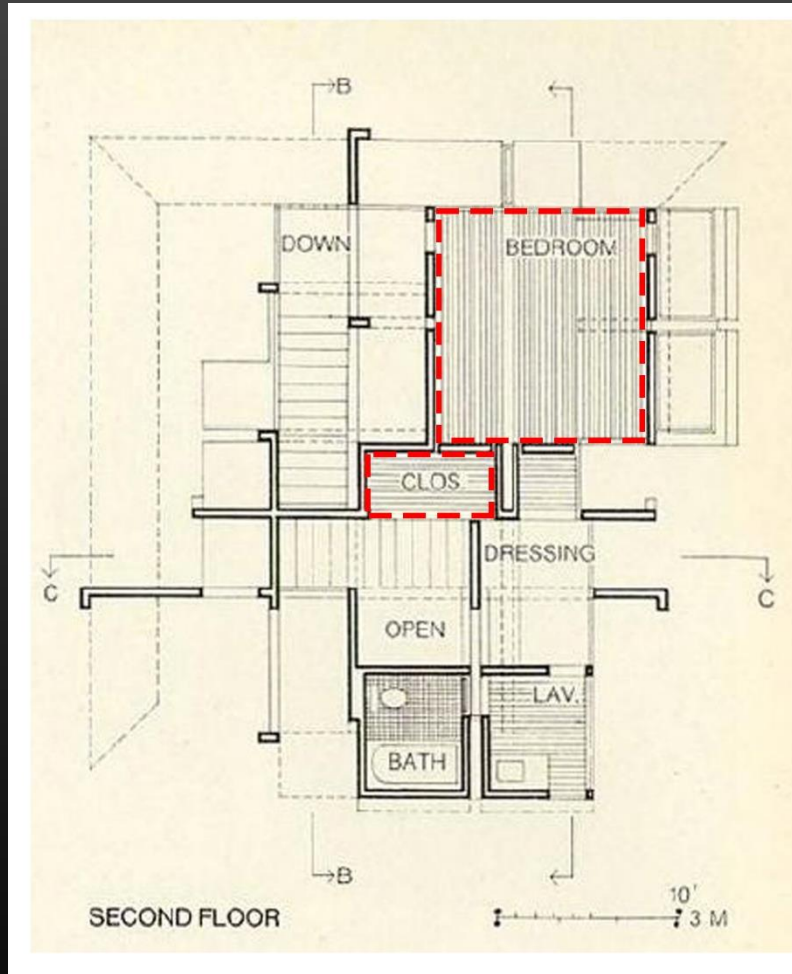 B
DOWN
BEDROOM
CLOS
DRESSING
C
C
OPEN
LAV.
BATH
B
10'
SECOND FLOOR
3 M